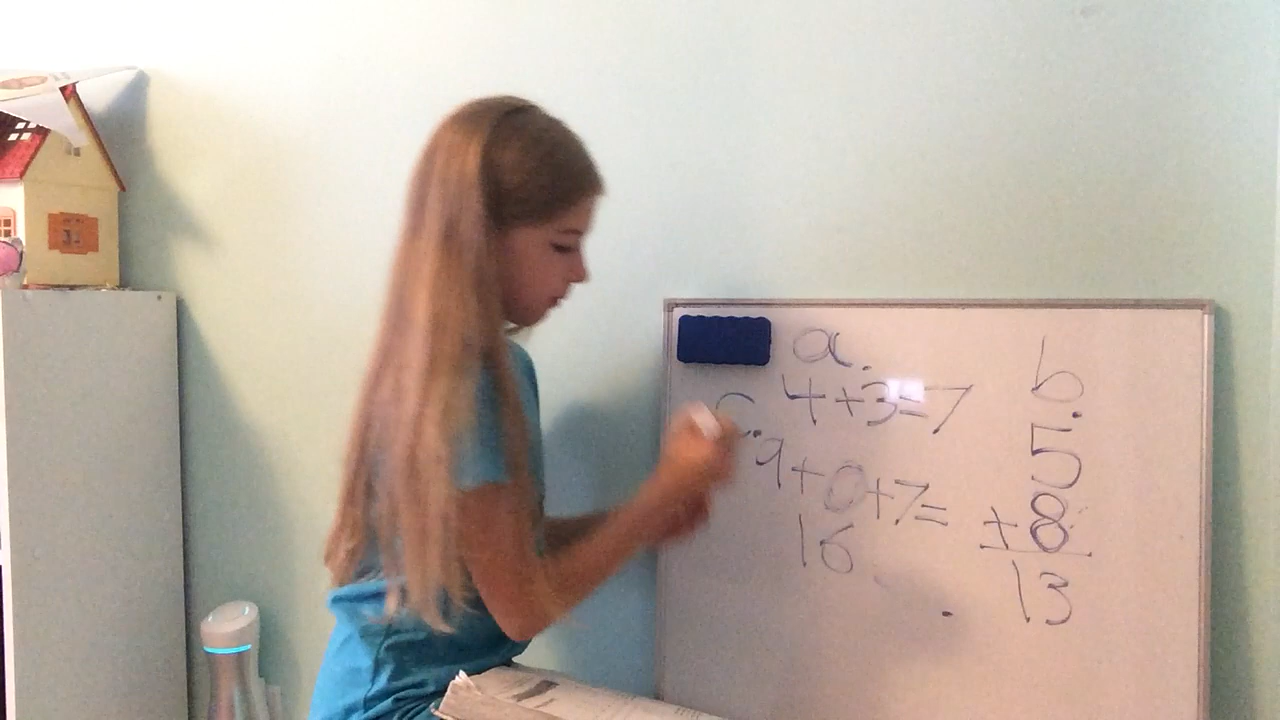 a.
4+3=7
b.
5
+8
13
c.
9+0+7=
16